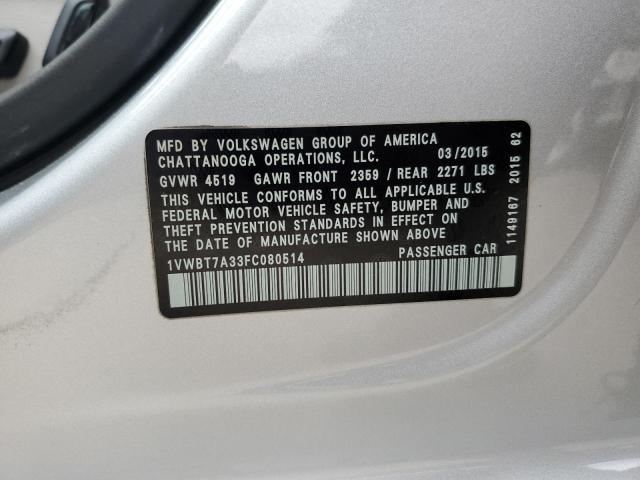 MFD BY VOLKSWAGEN GROUP OF AMERICA
CHATTANOOGA OPERATIONS, LLC. 03/2015
GVWR 4519 GAWR FRONT 2359 / REAR 2271 LBS
THIS VEHICLE CONFORMS TO ALL APPLICABLE U.S.
FEDERAL MOTOR VEHICLE SAFETY, BUMPER AND
THEFT PREVENTION STANDARDS IN EFFECT ON
THE DATE OF MANUFACTURE SHOWN ABOVE
1VWBT7A33FC080514 PASSENGER CAR
1149167 2015 62